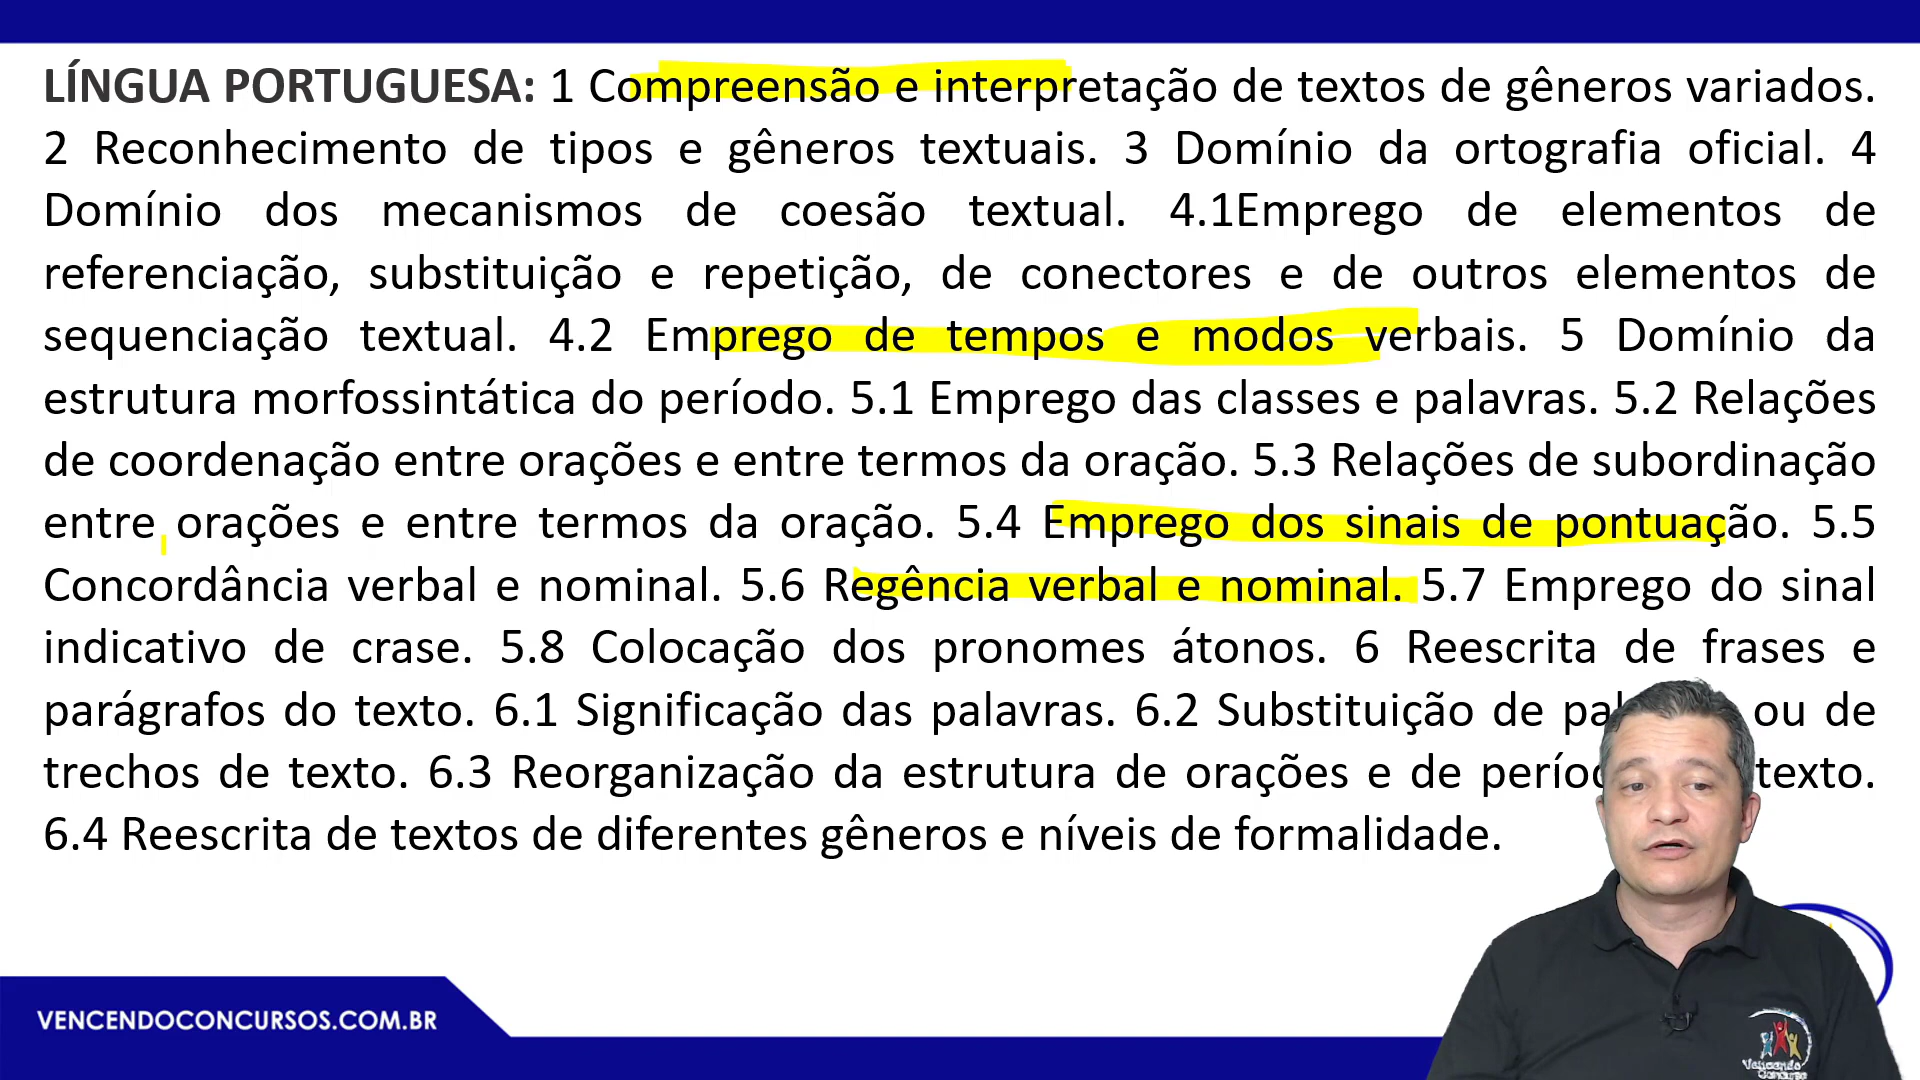 LÍNGUA PORTUGUESA: 1 Compreensão e interpretação de textos de gêneros variados.
2 Reconhecimento de tipos e gêneros textuais. 3 Domínio da ortografia oficial. 4
Domínio dos mecanismos de coesão textual. 4.1Emprego de elementos de
referenciação, substituição e repetição, de conectores e de outros elementos de
sequenciação textual. 4.2 Emprego de tempos e modos verbais. 5 Domínio da
estrutura morfossintática do período. 5.1 Emprego das classes e palavras. 5.2 Relações
de coordenação entre orações e entre termos da oração. 5.3 Relações de subordinação
entre orações e entre termos da oração. 5.4 Emprego dos sinais de pontuação. 5.5
Concordância verbal e nominal. 5.6 Regência verbal e nominal. 5.7 Emprego do sinal
indicativo de crase. 5.8 Colocação dos pronomes átonos. 6 Reescrita de frases e
parágrafos do texto. 6.1 Significação das palavras. 6.2 Substituição de ou de
trechos de texto. 6.3 Reorganização da estrutura de orações e de texto.
6.4 Reescrita de textos de diferentes gêneros e níveis de formalidade.
VENCENDOCONCURSOS.COM.BR
Vencendo
Concurso